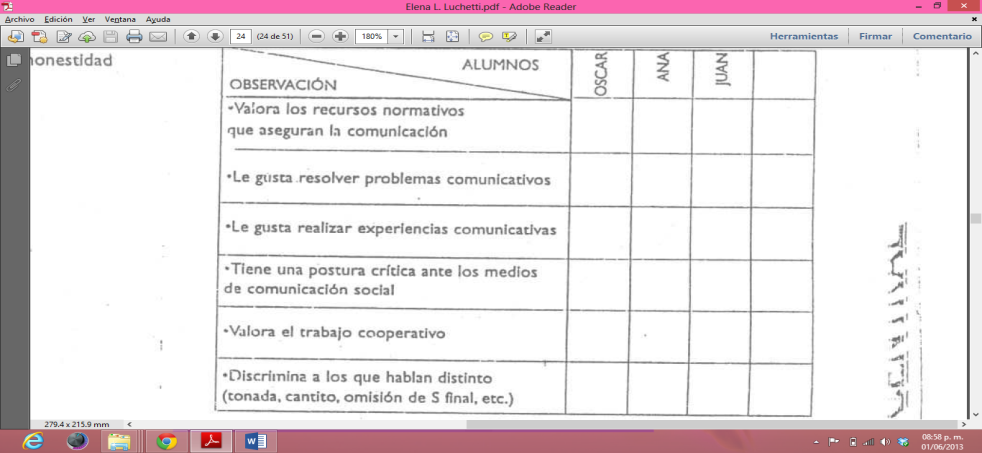 Elena L. Luchetti.pdf - Adobe Reader
Archivo Edición Ver Ventana Ayuda
24 (24 de 51) 180% Herramientas Firmar Comentario
honestidad
ALUMNOS
OSCAR
ANA
JUAN
OBSERVACIÓN
•Valora los recursos normativos
que aseguran la comunicación
•Le gusta resolver problemas comunicativos
•Le gusta realizar experiencias comunicativas
•Tiene una postura crítica ante los medios
de comunicación social
•Valora el trabajo cooperativo
•Discrimina a los que hablan distinto
(tonada, cantito, omisión de S final, etc.)
279.4 x 215.9 mm
08:58 p. m.
01/06/2013